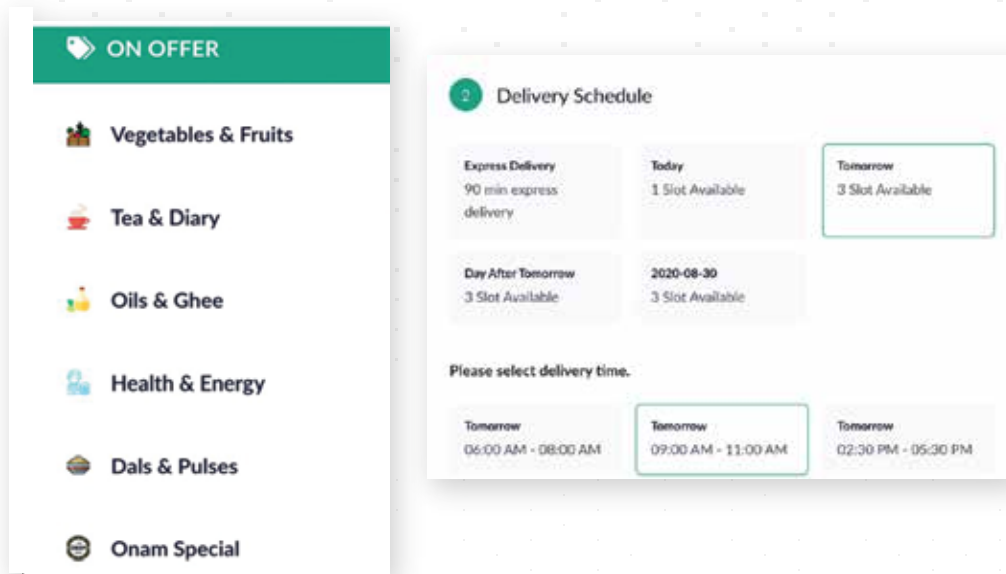 ON OFFER
Vegetables & Fruits
Tea & Diary
Oils & Ghee
Health & Energy
Dals & Pulses
Onam Special
2 Delivery Schedule
Express Delivery
90 min express
delivery
Today
1 Slot Available
Tomorrow
3 Slot Available
Day After Tomorrow
3 Slot Available
2020-08-30
3 Slot Available
Please select delivery time.
Tomorrow
06:00 AM - 08:00 AM
Tomorrow
09:00 AM - 11:00 AM
Tomorrow
02:30 PM - 05:30 PM